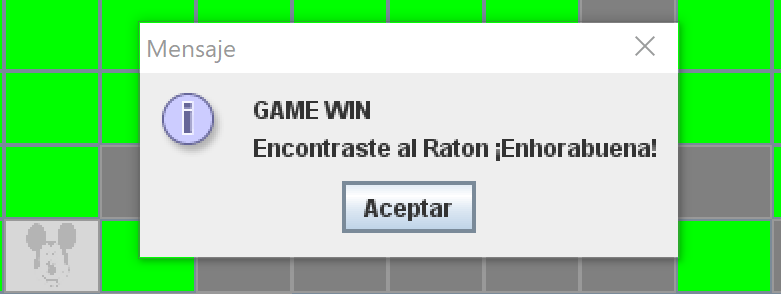 Mensaje
GAME WIN
Encontraste al Raton ¡Enhorabuena!
Aceptar